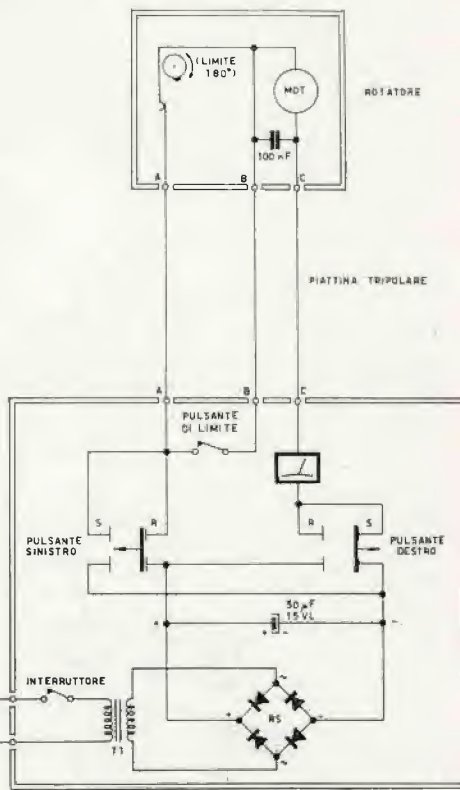 (LIMITE
180°)
MOT
ROTATORE
100 nF
A
B
C
PIATTINA TRIPOLARE
A
B
C
PULSANTE
DI LIMITE
S
R
R
S
PULSANTE
SINISTRO
PULSANTE
DESTRO
50 µF
15 VL
+
-
+ -
INTERRUTTORE
T1
~
+
RS
-
~